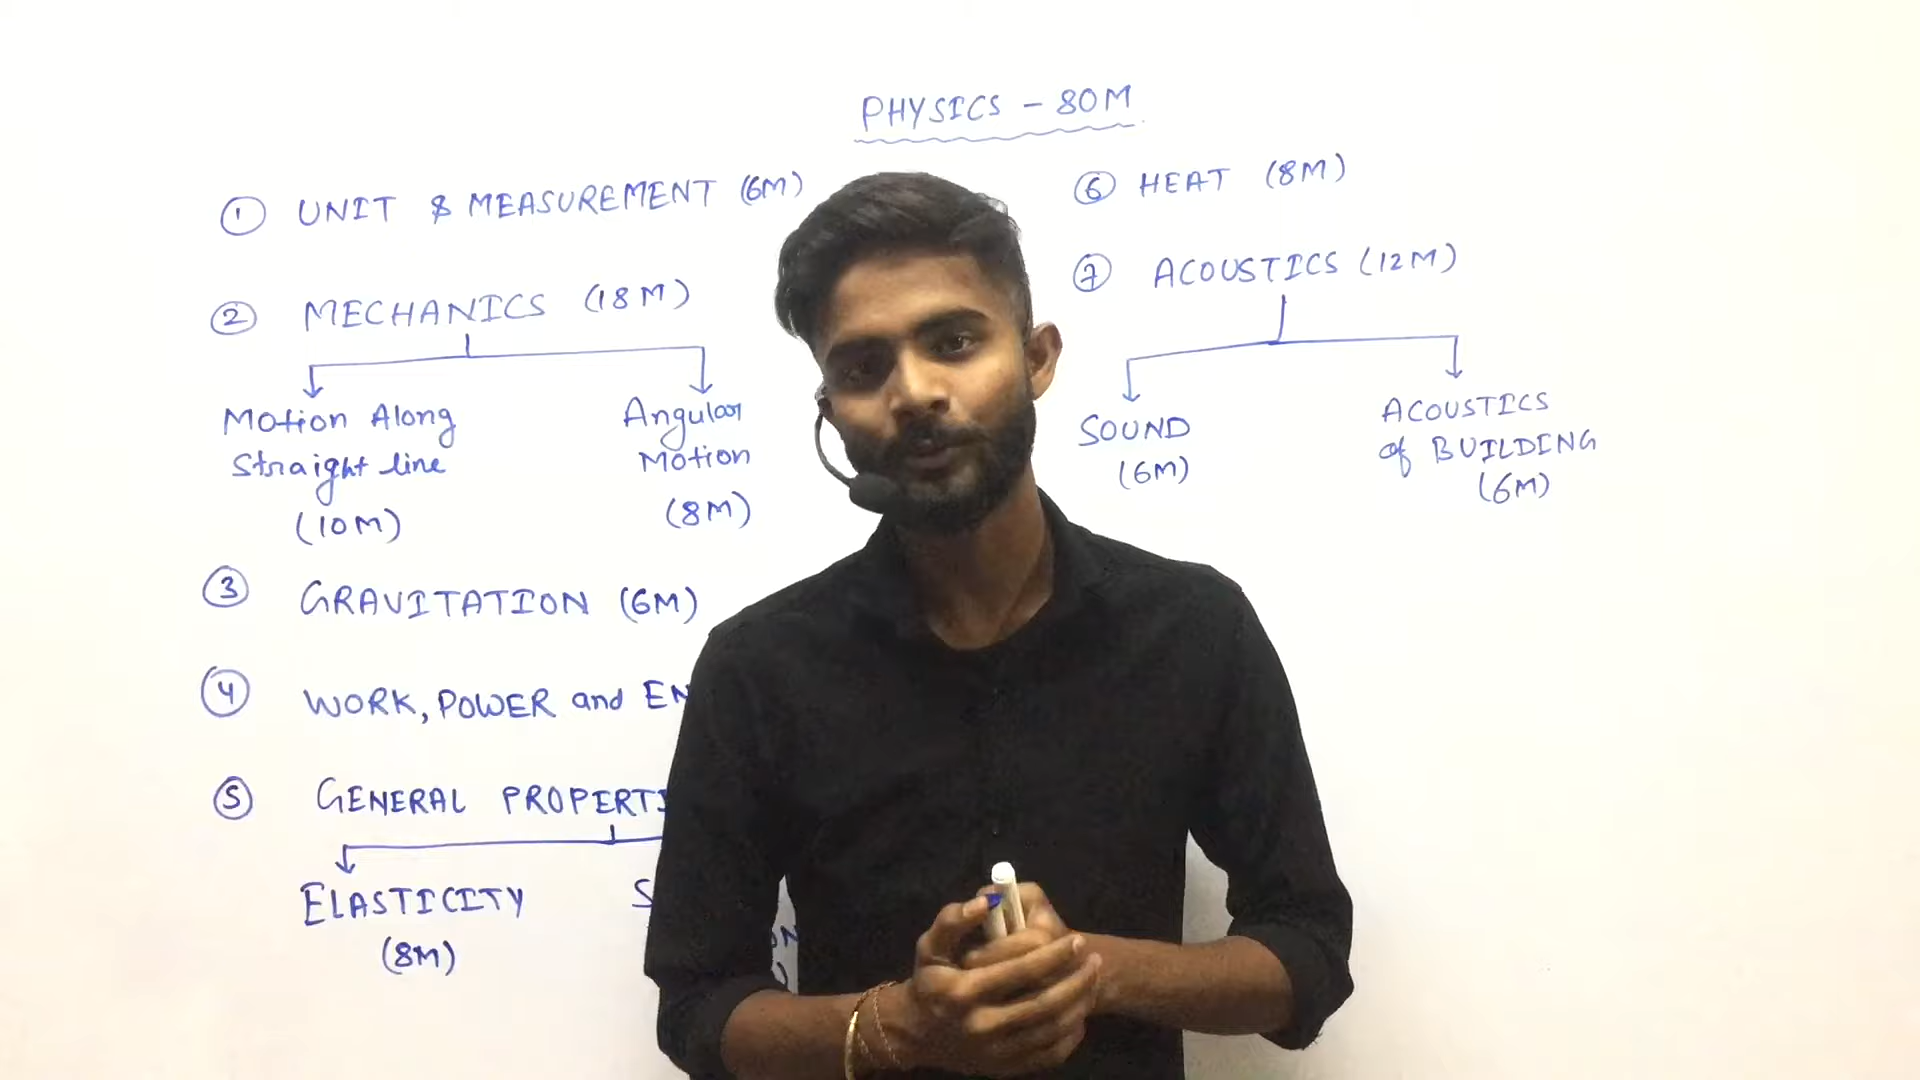 PHYSICS - 80M
① UNIT & MEASUREMENT (6M)
② MECHANICS (18M)
Motion Along
Straight line
(10M)
Angular
Motion
(8M)
③ GRAVITATION (6M)
④ WORK, POWER and
⑤ GENERAL
ELASTICITY
(8M)
⑥ HEAT (8M)
⑦ ACOUSTICS (12M)
SOUND
(6M)
ACOUSTICS
of BUILDING
(6M)